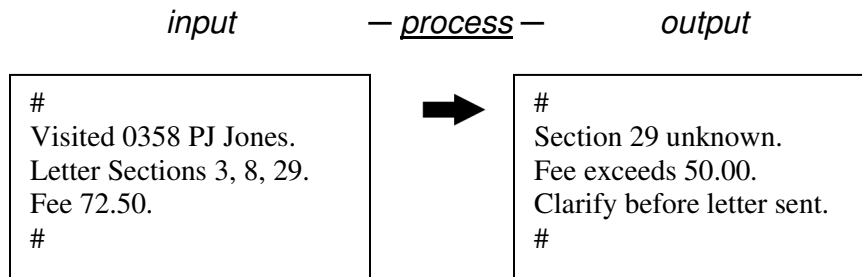 input – process – output
#
Visited 0358 PJ Jones.
Letter Sections 3, 8, 29.
Fee 72.50.
#
#
Section 29 unknown.
Fee exceeds 50.00.
Clarify before letter sent.
#